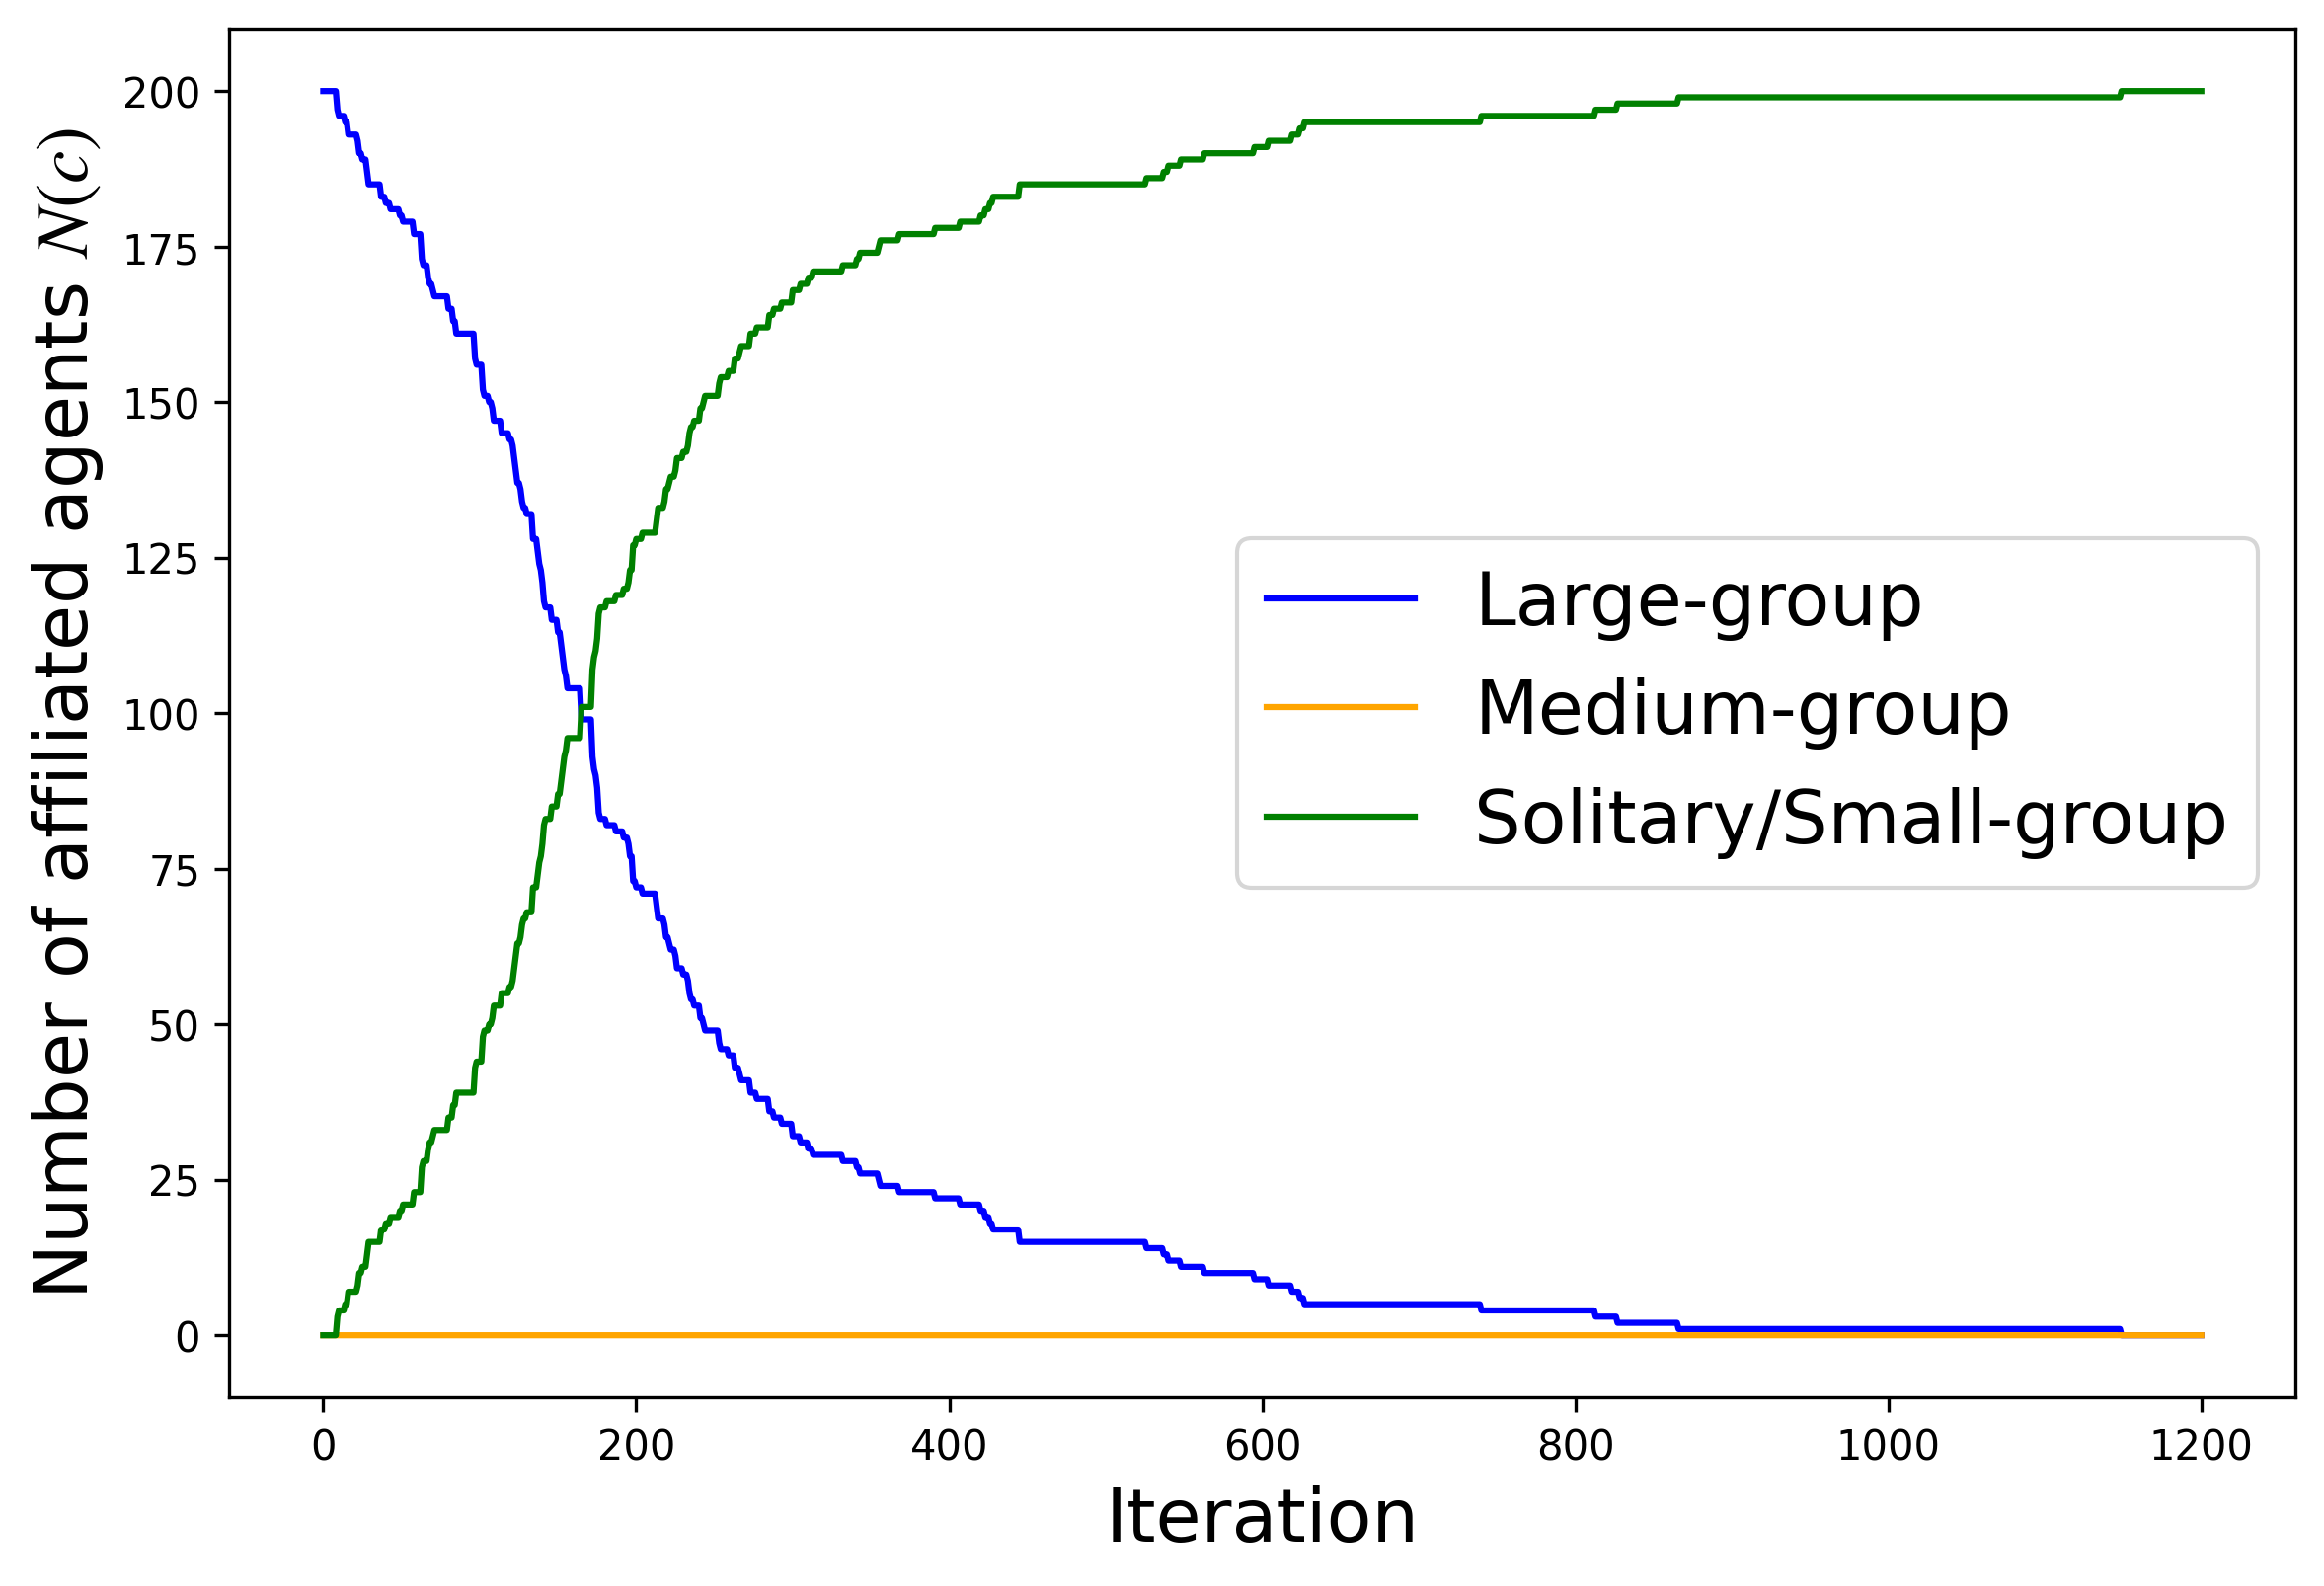 Number of affiliated agents N(c)
200
175
150
125
100
75
50
25
0
Large-group
Medium-group
Solitary/Small-group
0 200 400 600 800 1000 1200
Iteration